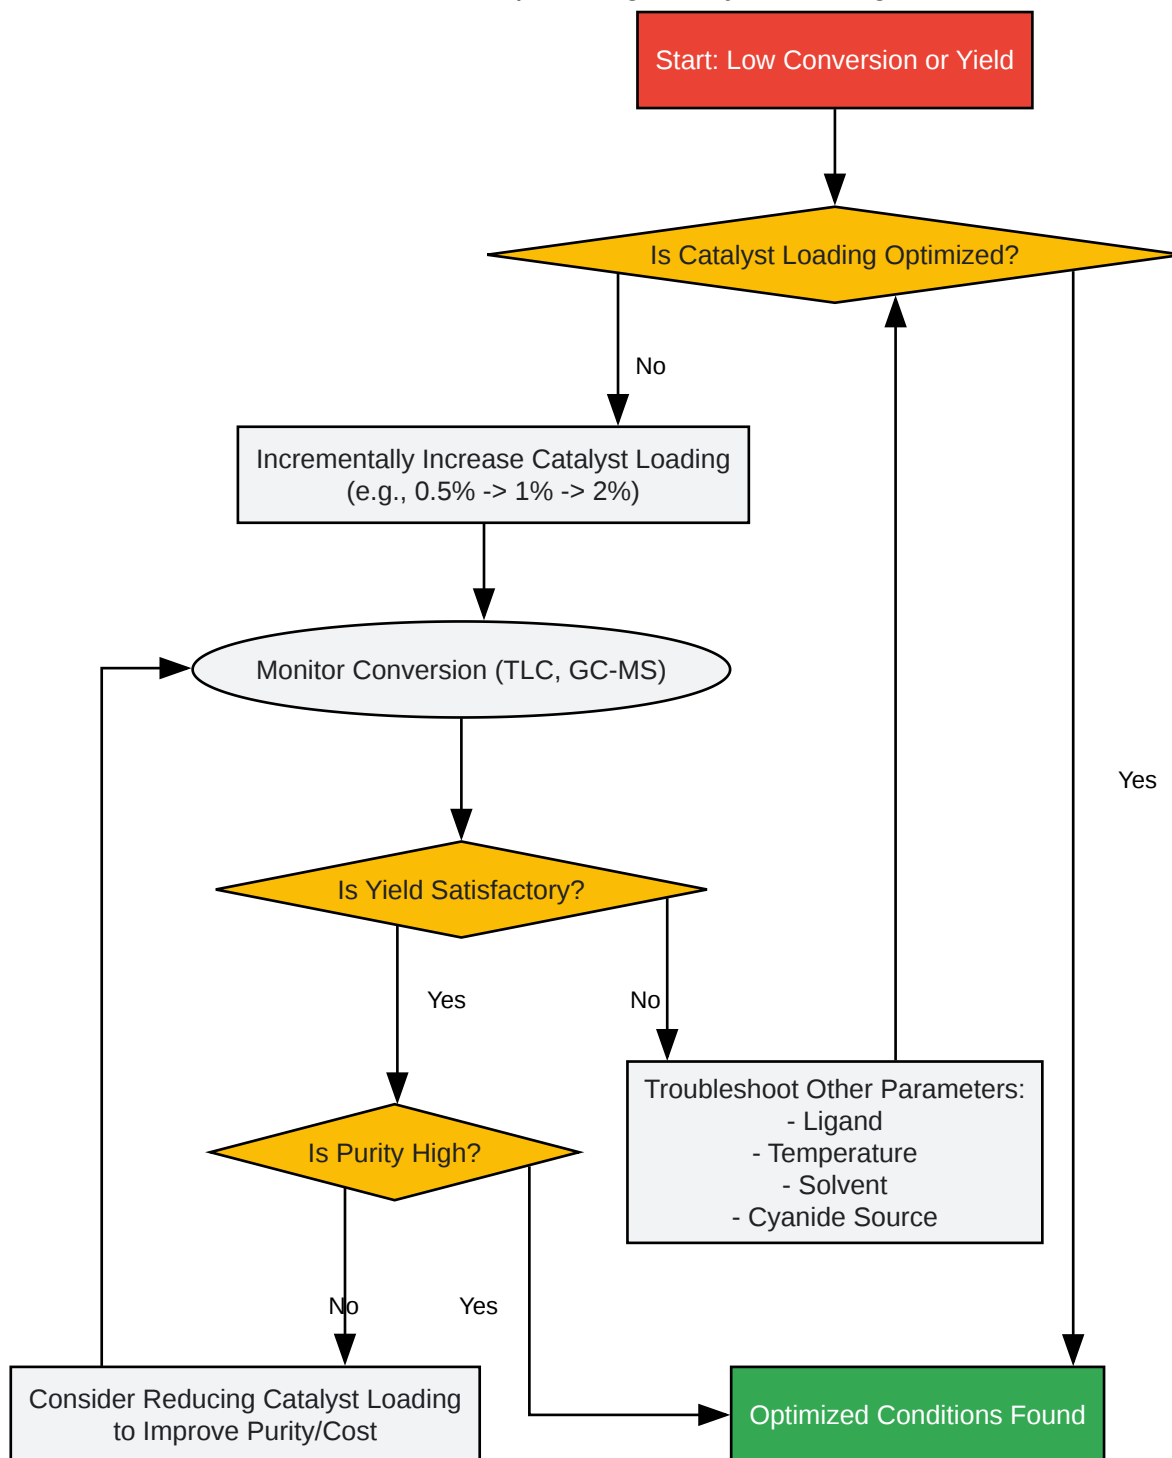 Start: Low Conversion or Yield
Is Catalyst Loading Optimized?
No
Incrementally Increase Catalyst Loading
(e.g., 0.5% -> 1% -> 2%)
Monitor Conversion (TLC, GC-MS)
Yes
Is Yield Satisfactory?
Yes
No
Troubleshoot Other Parameters:
- Ligand
- Temperature
- Solvent
- Cyanide Source
Is Purity High?
No
Yes
Consider Reducing Catalyst Loading
to Improve Purity/Cost
Optimized Conditions Found